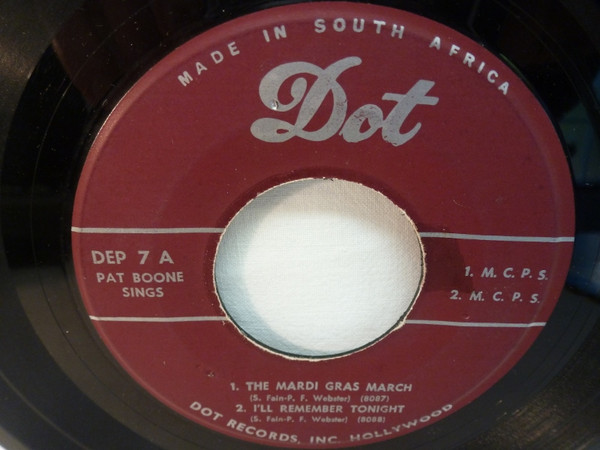 MADE IN SOUTH AFRICA
Dot
DEP 7 A
PAT BOONE
SINGS
1. M. C. P. S.
2. M. C. P. S.
1. THE MARDI GRAS MARCH
(S. Fain-P. F. Webster) (8087)
2. I'LL REMEMBER TONIGHT
(S. Fain-P. F. Webster) (8088)
DOT RECORDS, INC. HOLLYWOOD